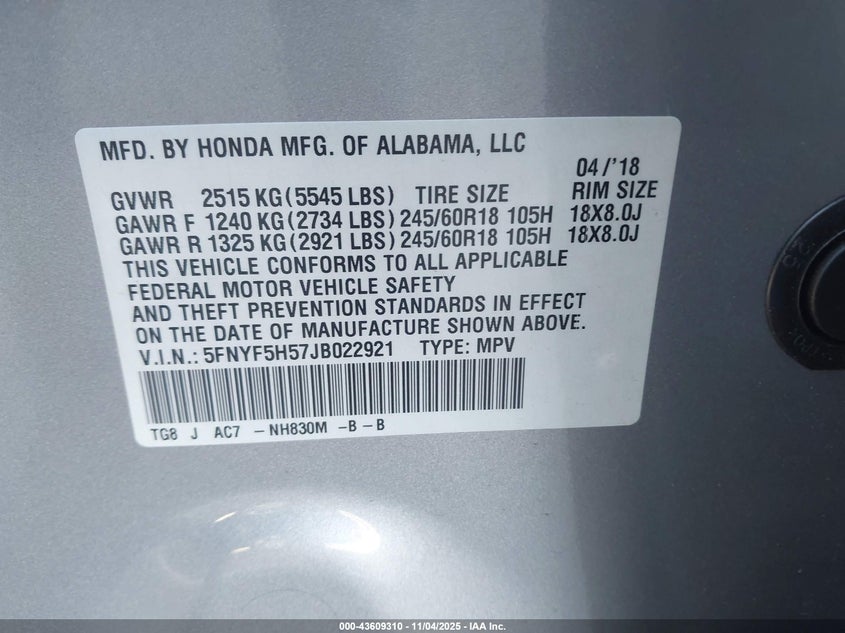 MFD. BY HONDA MFG. OF ALABAMA, LLC
04/'18
GVWR 2515 KG(5545 LBS) TIRE SIZE RIM SIZE
GAWR F 1240 KG(2734 LBS) 245/60R18 105H 18X8.0J
GAWR R 1325 KG(2921 LBS) 245/60R18 105H 18X8.0J
THIS VEHICLE CONFORMS TO ALL APPLICABLE
FEDERAL MOTOR VEHICLE SAFETY
AND THEFT PREVENTION STANDARDS IN EFFECT
ON THE DATE OF MANUFACTURE SHOWN ABOVE.
V.I.N.: 5FNYF5H57JB022921 TYPE: MPV
TG8 J AC7 -NH830M -B-B
000-43609310 - 11/04/2025 - IAA Inc.